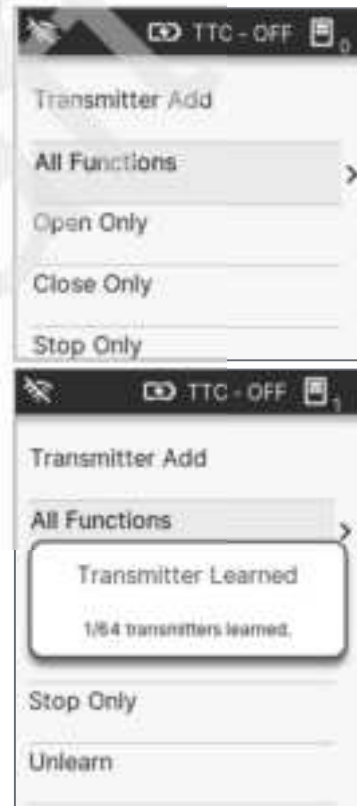 TTC - OFF 0
Transmitter Add
All Functions
Open Only
Close Only
Stop Only
TTC - OFF 1
Transmitter Add
All Functions
Transmitter Learned
1/64 transmitters learned.
Stop Only
Unlearn